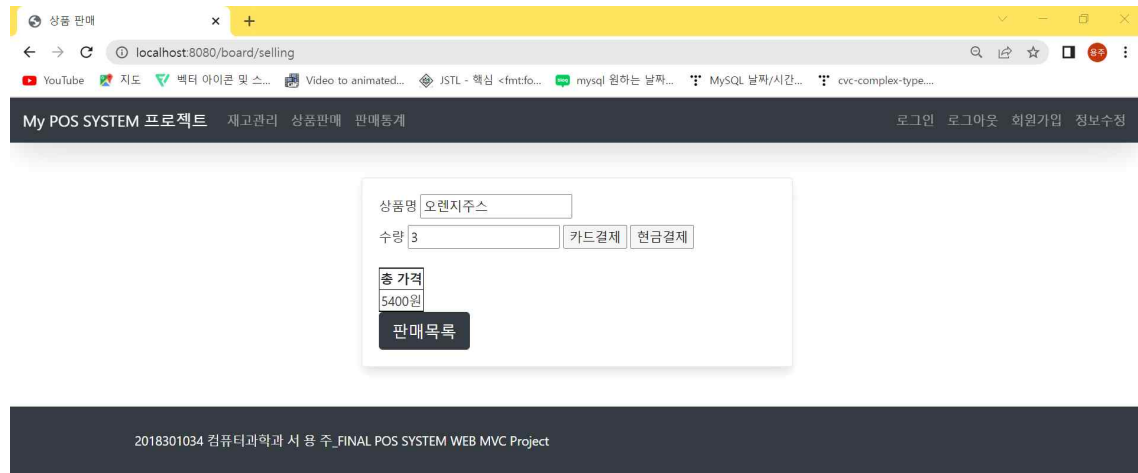 상품 판매
localhost:8080/board/selling
용주
YouTube 지도 벡터 아이콘 및 스... Video to animated... JSTL - 핵심 <fmt:fo... mysql 원하는 날짜... MySQL 날짜/시간... cvc-complex-type....
My POS SYSTEM 프로젝트 재고관리 상품판매 판매통계 로그인 로그아웃 회원가입 정보수정
상품명 오렌지주스
수량 3 카드결제 현금결제
총 가격
5400원
판매목록
2018301034 컴퓨터과학과 서 용 주_FINAL POS SYSTEM WEB MVC Project